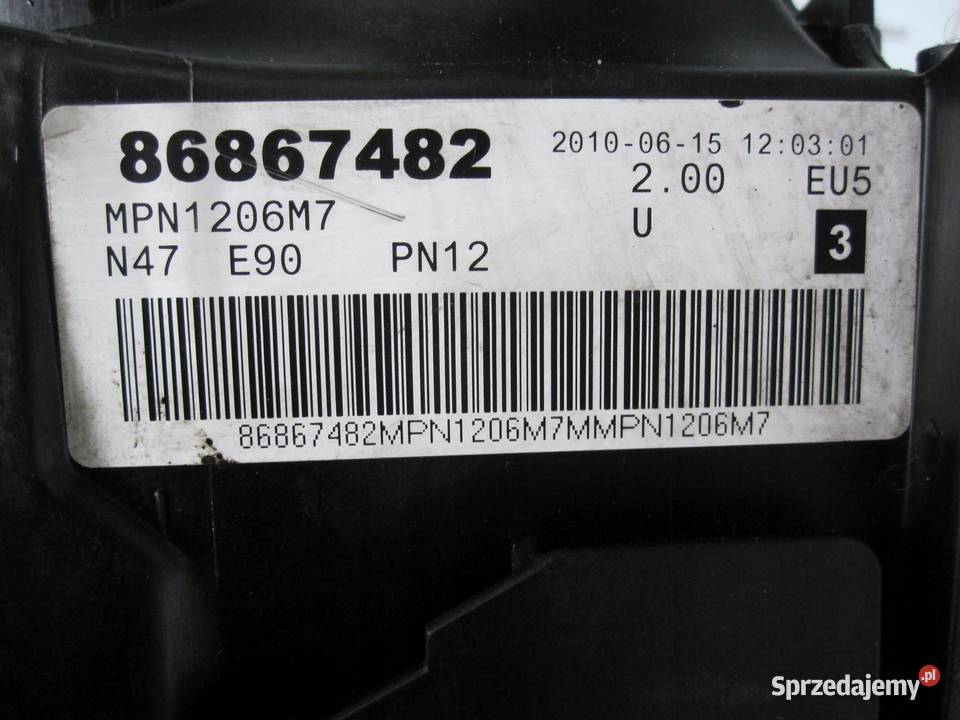 86867482 2010-06-15 12:03:01
2.00 EU5
MPN1206M7 U
N47 E90 PN12 3
86867482MPN1206M7MMPN1206M7
Sprzedajemy.pl